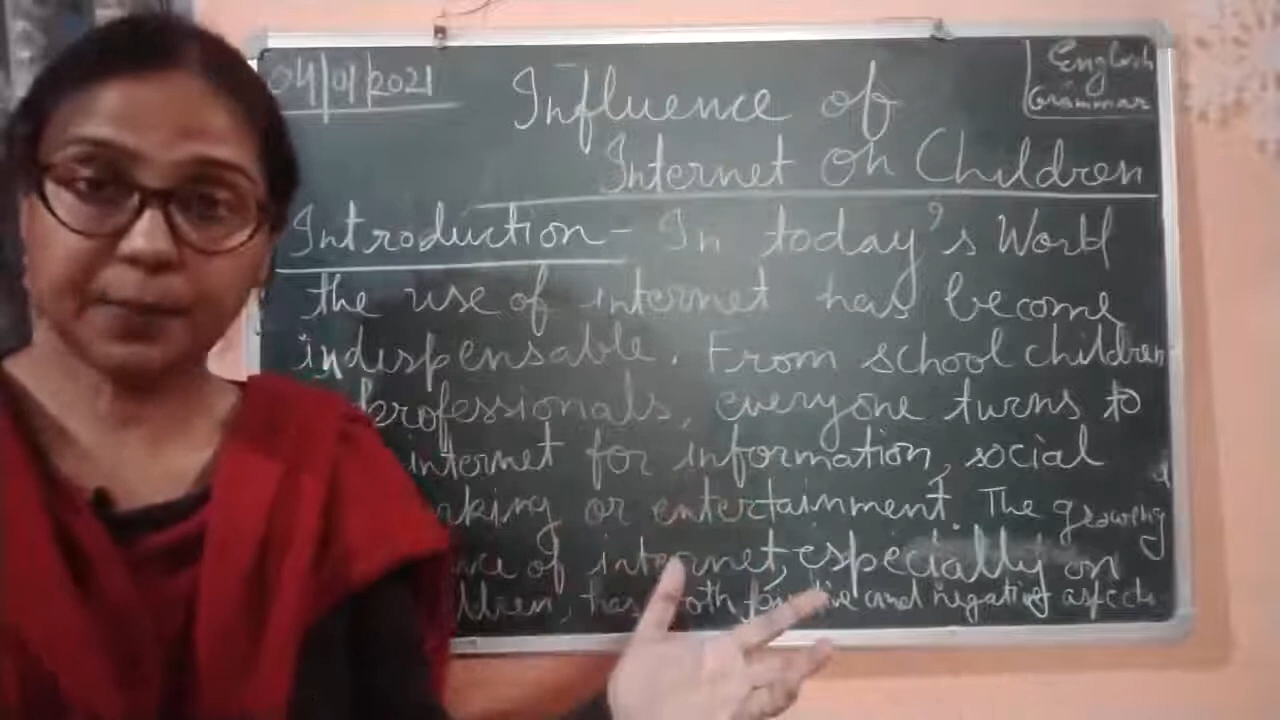 04/01/2021
English
Grammar
Influence of
Internet on Children
Introduction - In today's World
the use of internet has become
indispensable. From school children
professionals, everyone turns to
internet for information, social
or entertainment. The growing
of internet, especially on
has both and negative aspects